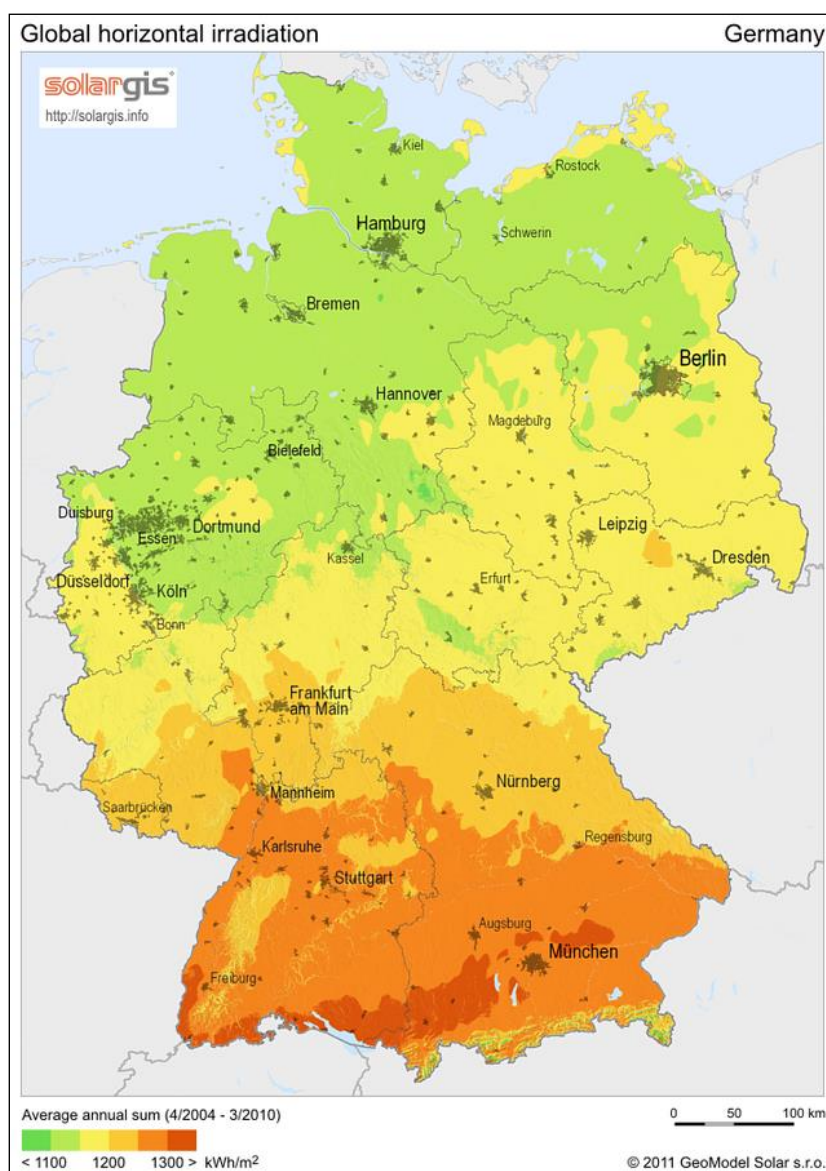 Global horizontal irradiation Germany
solargis
http://solargis.info
Kiel
Rostock
Hamburg
Schwerin
Bremen
Berlin
Hannover
Magdeburg
Bielefeld
Duisburg
Dortmund
Essen
Leipzig
Kassel
Dresden
Düsseldorf
Köln
Erfurt
Bonn
Frankfurt
am Main
Mannheim
Nürnberg
Saarbrücken
Karlsruhe
Regensburg
Stuttgart
Augsburg
München
Freiburg
Average annual sum (4/2004 - 3/2010)
0 50 100 km
< 1100 1200 1300 > kWh/m²
© 2011 GeoModel Solar s.r.o.